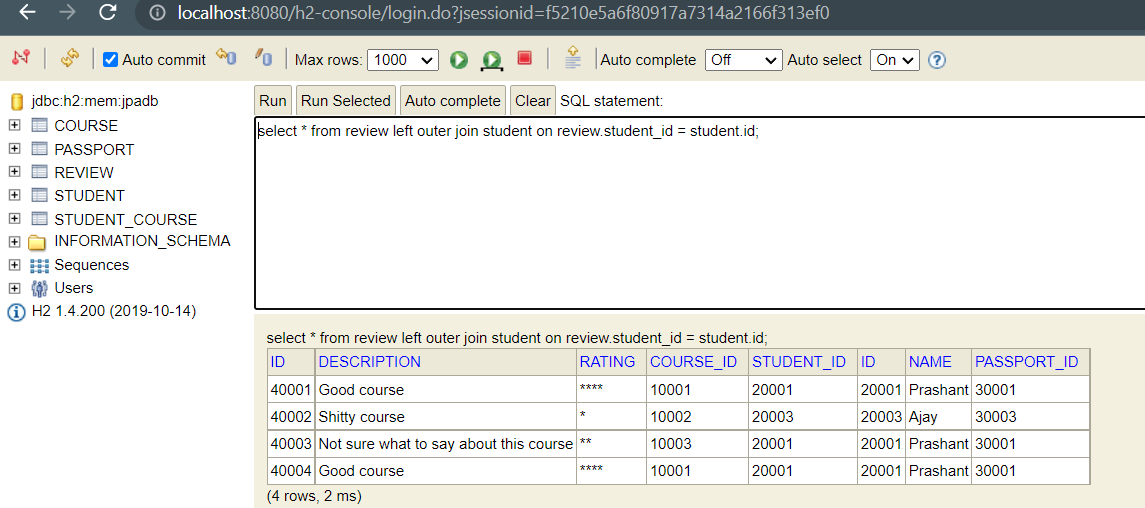 localhost:8080/h2-console/login.do?jsessionid=f5210e5a6f80917a7314a2166f313ef0
Auto commit Max rows: 1000 Auto complete Off Auto select On
jdbc:h2:mem:jpadb
COURSE
PASSPORT
REVIEW
STUDENT
STUDENT_COURSE
INFORMATION_SCHEMA
Sequences
Users
H2 1.4.200 (2019-10-14)
Run Run Selected Auto complete Clear SQL statement:
select * from review left outer join student on review.student_id = student.id;
select * from review left outer join student on review.student_id = student.id;
ID DESCRIPTION RATING COURSE_ID STUDENT_ID ID NAME PASSPORT_ID
40001 Good course **** 10001 20001 20001 Prashant 30001
40002 Shitty course * 10002 20003 20003 Ajay 30003
40003 Not sure what to say about this course ** 10003 20001 20001 Prashant 30001
40004 Good course **** 10001 20001 20001 Prashant 30001
(4 rows, 2 ms)